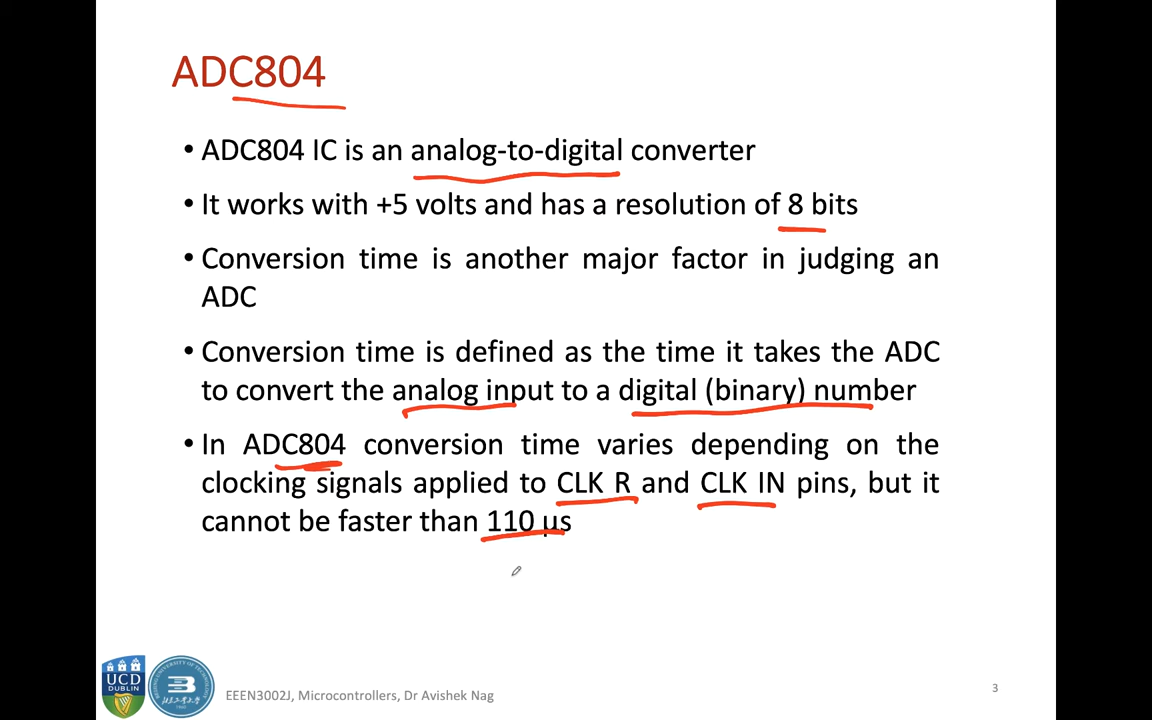 ADC804
• ADC804 IC is an analog-to-digital converter
• It works with +5 volts and has a resolution of 8 bits
• Conversion time is another major factor in judging an
ADC
• Conversion time is defined as the time it takes the ADC
to convert the analog input to a digital (binary) number
• In ADC804 conversion time varies depending on the
clocking signals applied to CLK R and CLK IN pins, but it
cannot be faster than 110 μs
UCD
DUBLIN
EEEN3002J, Microcontrollers, Dr Avishek Nag
3